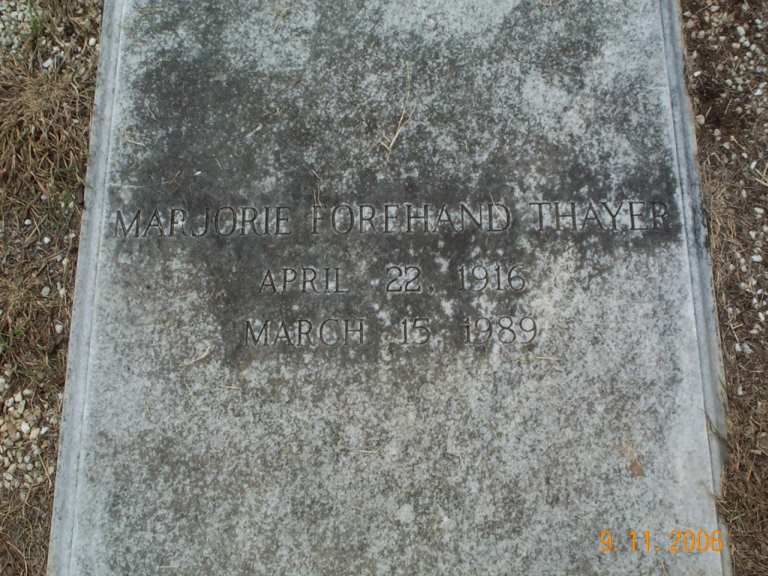 MARJORIE FOREHAND THAYER
APRIL 22 1916
MARCH 15 1989
9 11 2006